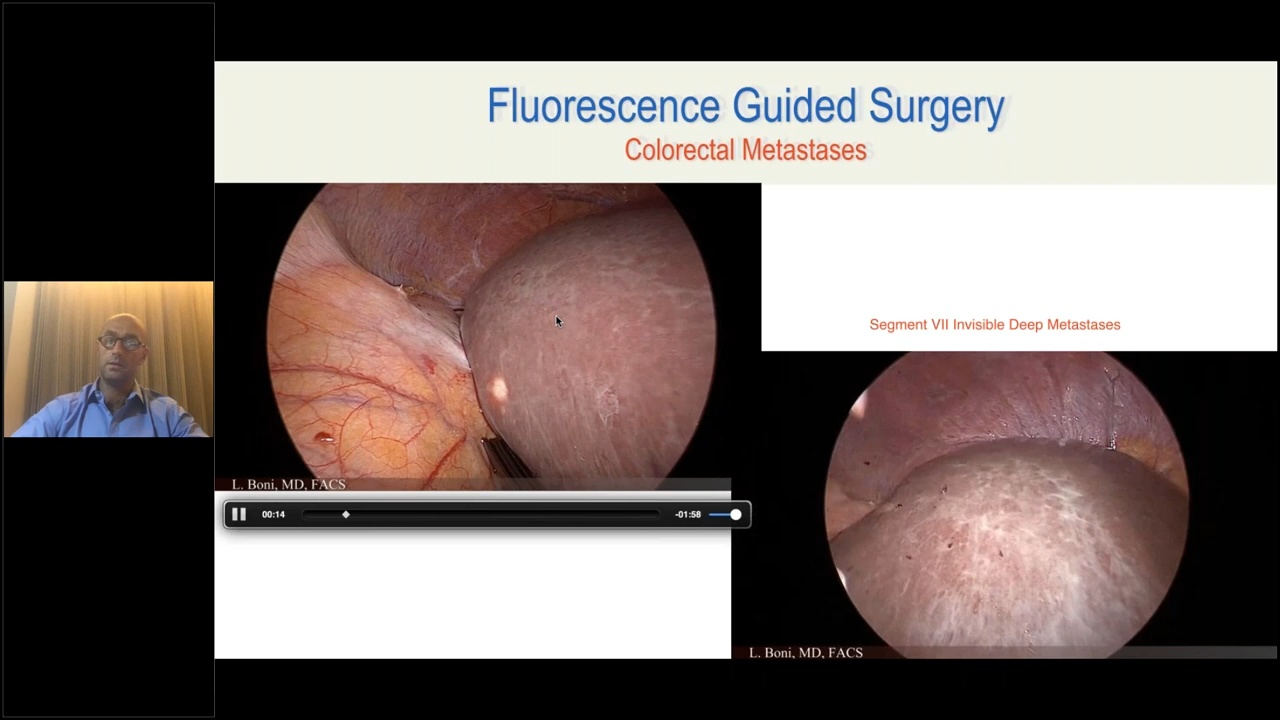 Fluorescence Guided Surgery
Colorectal Metastases
Segment VII Invisible Deep Metastases
L. Boni, MD, FACS
00:14
-01:58
L. Boni, MD, FACS